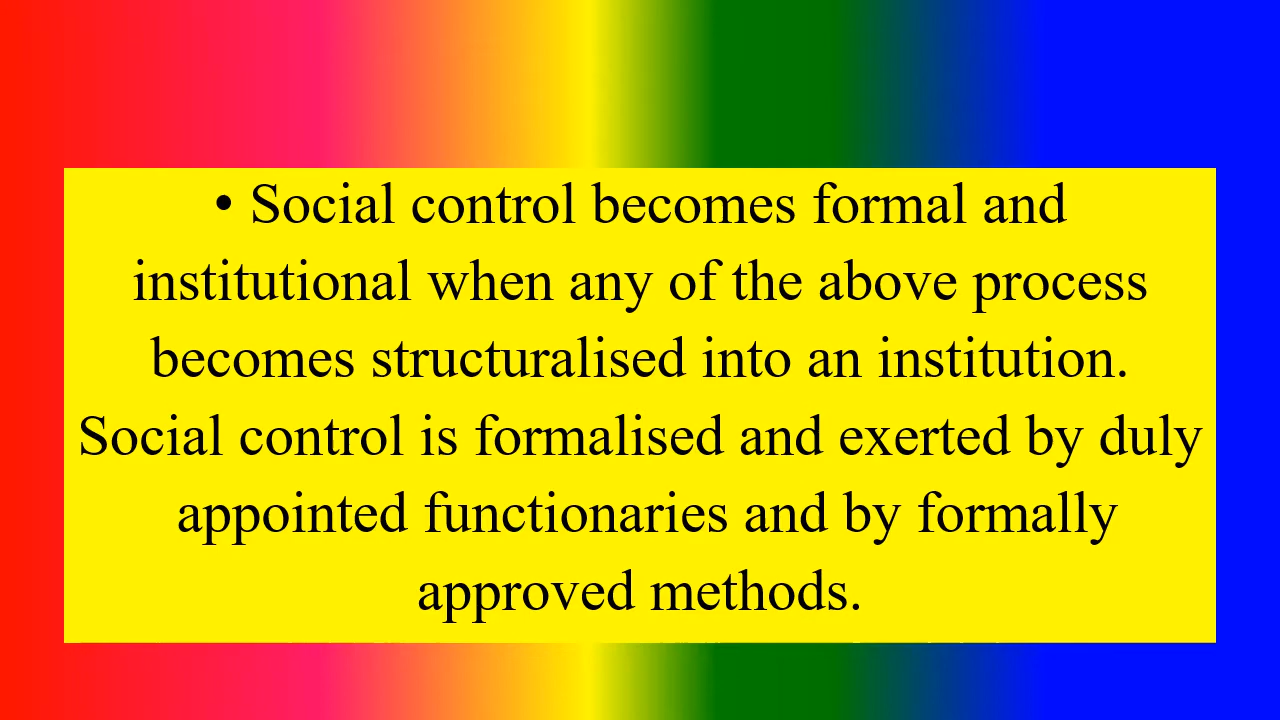 • Social control becomes formal and
institutional when any of the above process
becomes structuralised into an institution.
Social control is formalised and exerted by duly
appointed functionaries and by formally
approved methods.